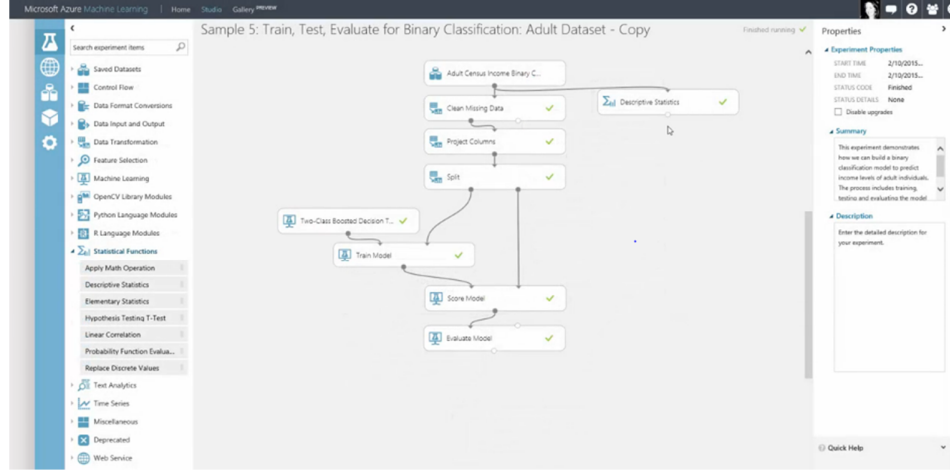 Microsoft Azure Machine Learning | Home Studio Gallery PREVIEW
Sample 5: Train, Test, Evaluate for Binary Classification: Adult Dataset - Copy
Finished running
Search experiment items
Saved Datasets
Control Flow
Data Format Conversions
Data Input and Output
Data Transformation
Feature Selection
Machine Learning
OpenCV Library Modules
Python Language Modules
R Language Modules
Statistical Functions
Apply Math Operation
Descriptive Statistics
Elementary Statistics
Hypothesis Testing T-Test
Linear Correlation
Probability Function Evalua...
Replace Discrete Values
Text Analytics
Time Series
Miscellaneous
Deprecated
Web Service
Adult Census Income Binary C...
Descriptive Statistics
Clean Missing Data
Project Columns
Split
Two-Class Boosted Decision T...
Train Model
Score Model
Evaluate Model
Properties
Experiment Properties
START TIME 2/10/2015...
END TIME 2/10/2015...
STATUS CODE Finished
STATUS DETAILS None
Disable upgrades
Summary
This experiment demonstrates
how we can build a binary
classification model to predict
income levels of adult individuals.
The process includes training,
testing and evaluating the model
Description
Enter the detailed description for
your experiment.
Quick Help